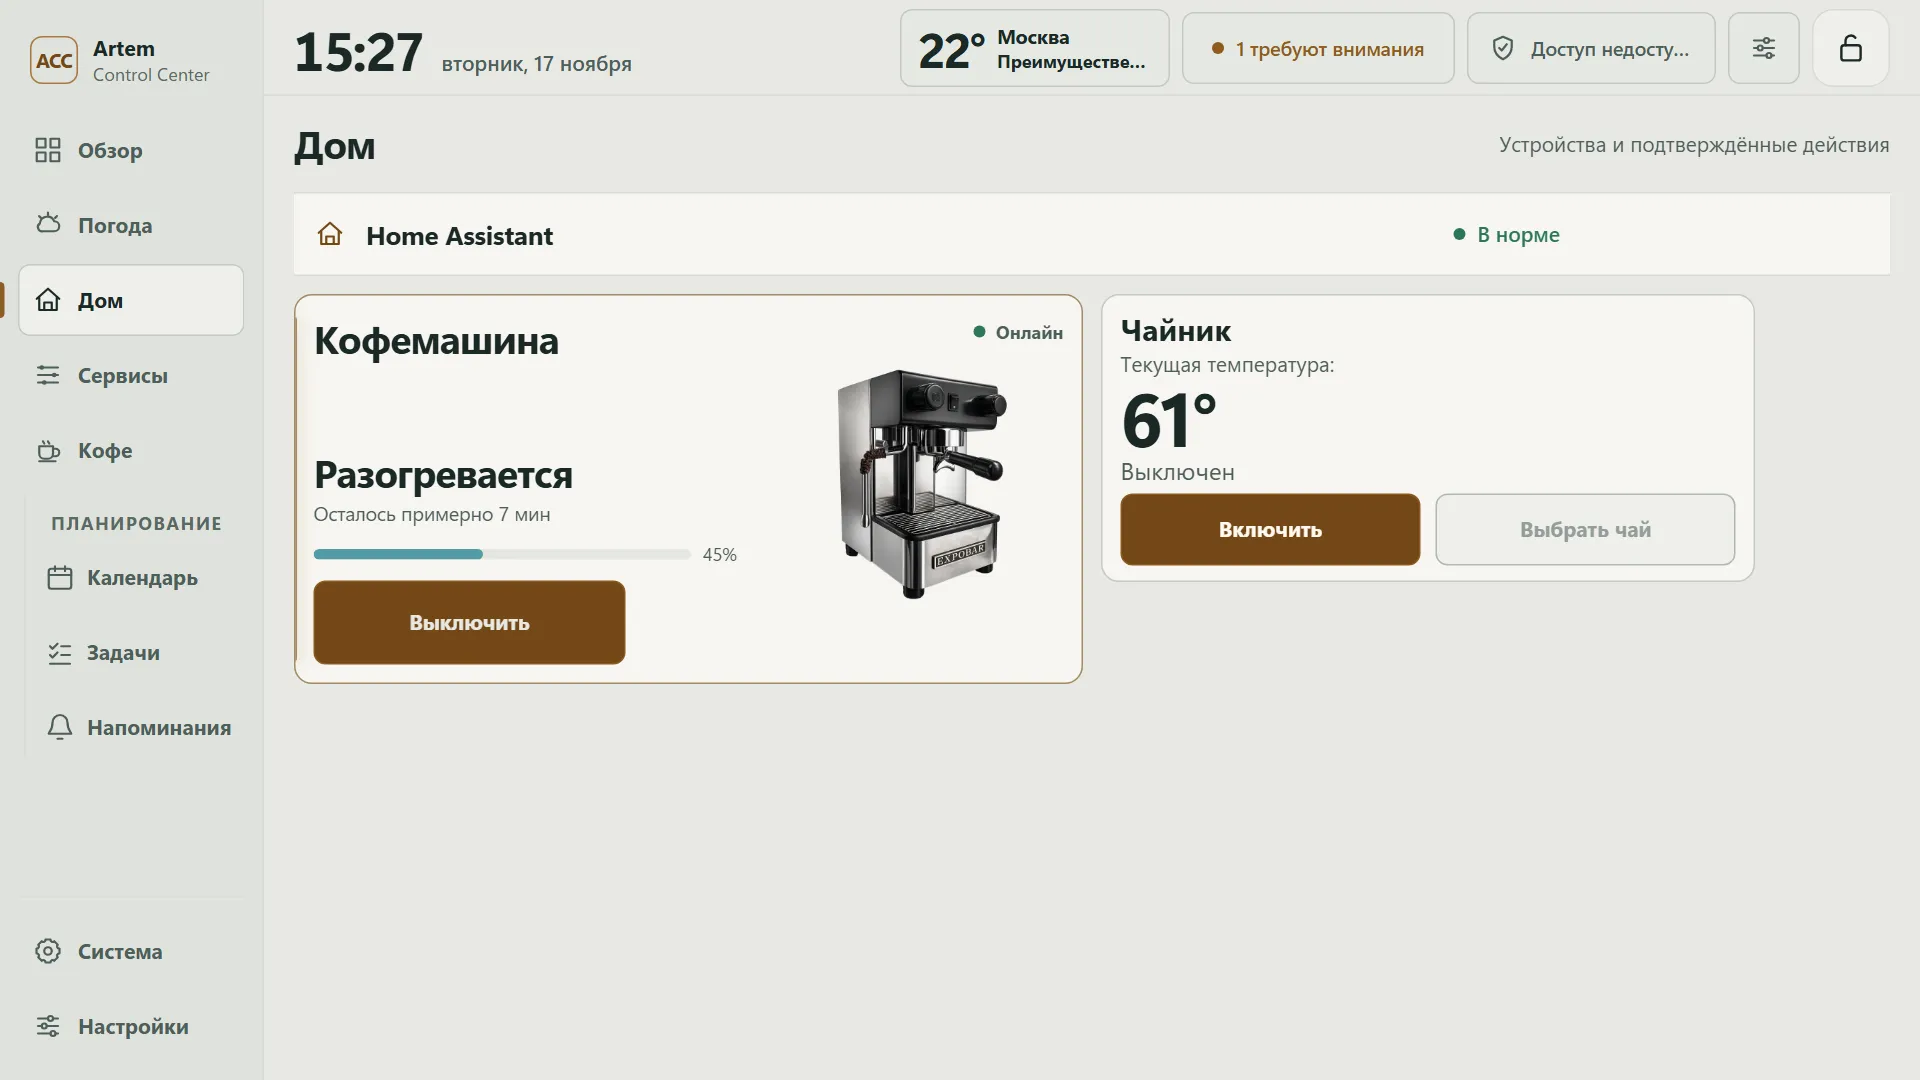 ACC
Artem
Control Center
Обзор
Погода
Дом
Сервисы
Кофе
ПЛАНИРОВАНИЕ
Календарь
Задачи
Напоминания
Система
Настройки
15:27 вторник, 17 ноября
22° Москва
Преимуществе...
1 требуют внимания
Доступ недосту...
Дом
Устройства и подтверждённые действия
Home Assistant
В норме
Кофемашина
Онлайн
Разогревается
Осталось примерно 7 мин
45%
Выключить
EXPOBAR
Чайник
Текущая температура:
61°
Выключен
Включить
Выбрать чай